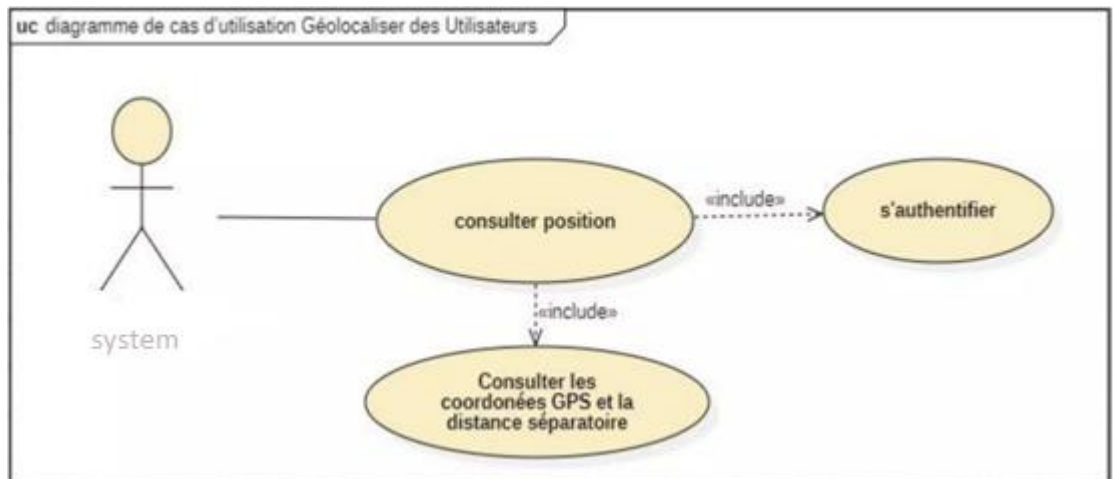 uc diagramme de cas d'utilisation Géolocaliser des Utilisateurs
consulter position
«include»
s'authentifier
«include»
system
Consulter les
coordonées GPS et la
distance séparatoire